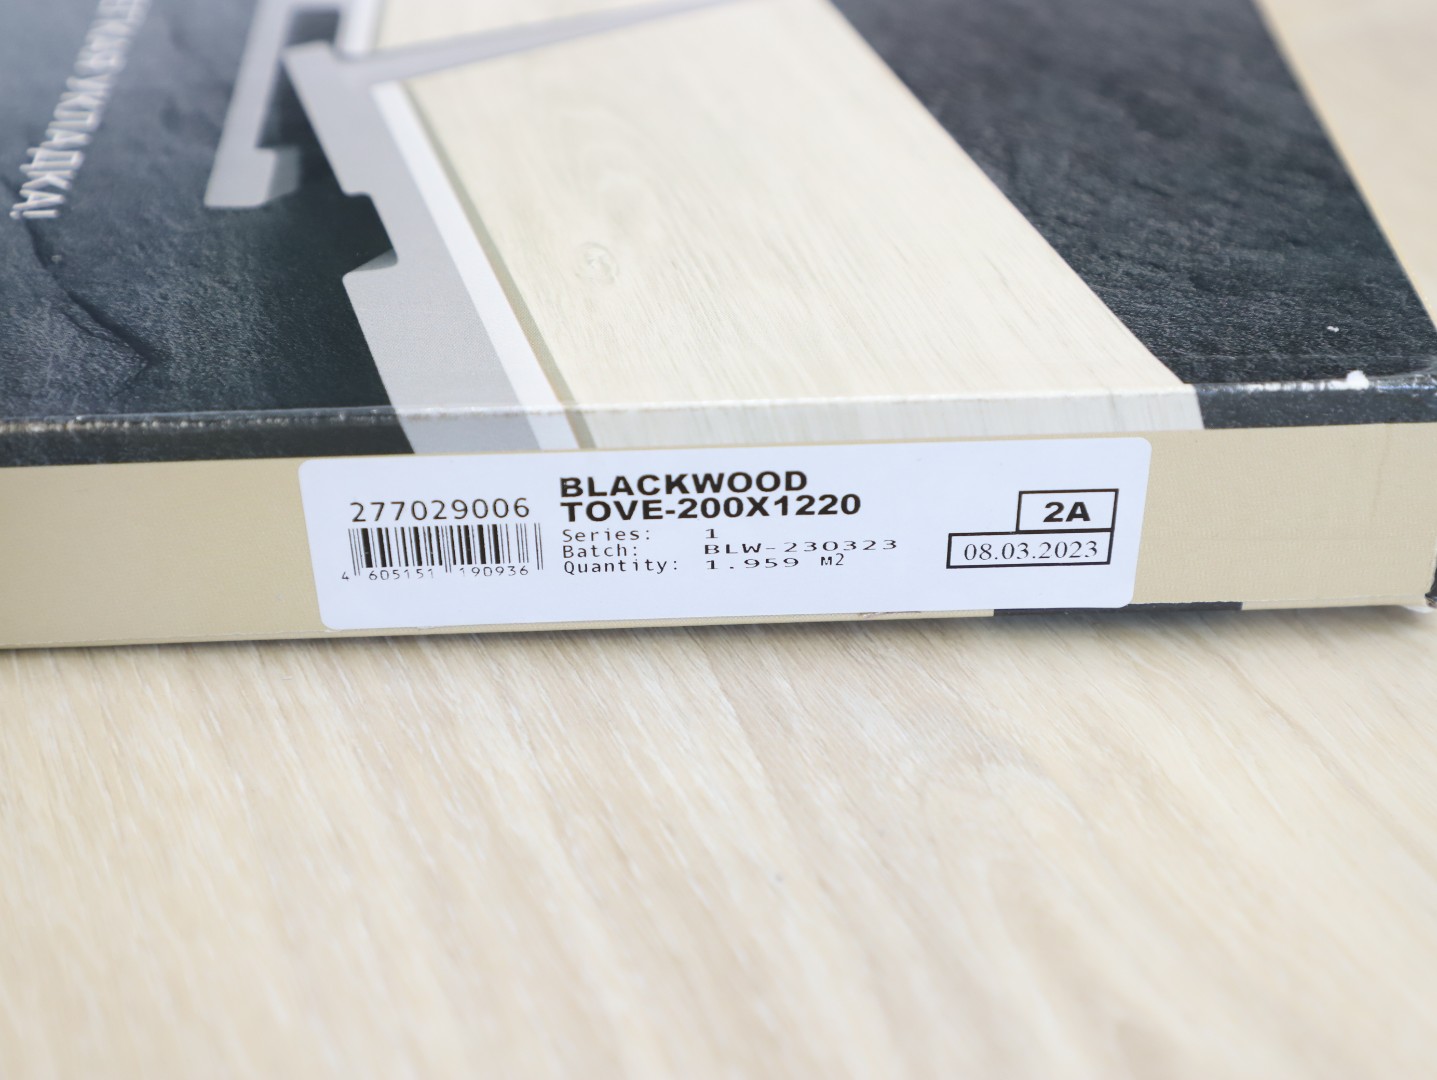 УКЛАДКА!
277029006
4 605151 190936
BLACKWOOD
TOVE-200X1220
Series: 1
Batch: BLW-230323
Quantity: 1.959 M2
2A
08.03.2023